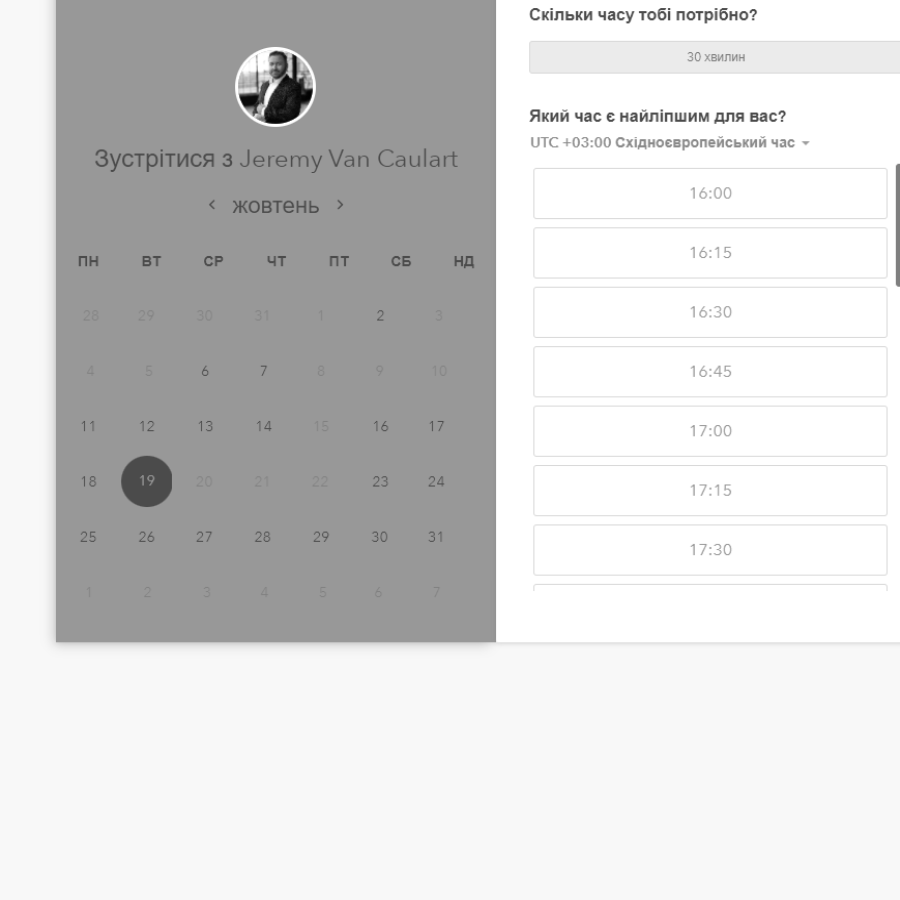 Зустрітися з Jeremy Van Caulart
жовтень
ПН ВТ СР ЧТ ПТ СБ НД
28 29 30 31 1 2 3
4 5 6 7 8 9 10
11 12 13 14 15 16 17
18 19 20 21 22 23 24
25 26 27 28 29 30 31
1 2 3 4 5 6 7
Скільки часу тобі потрібно?
30 хвилин
Який час є найліпшим для вас?
UTC +03:00 Східноєвропейський час
16:00
16:15
16:30
16:45
17:00
17:15
17:30